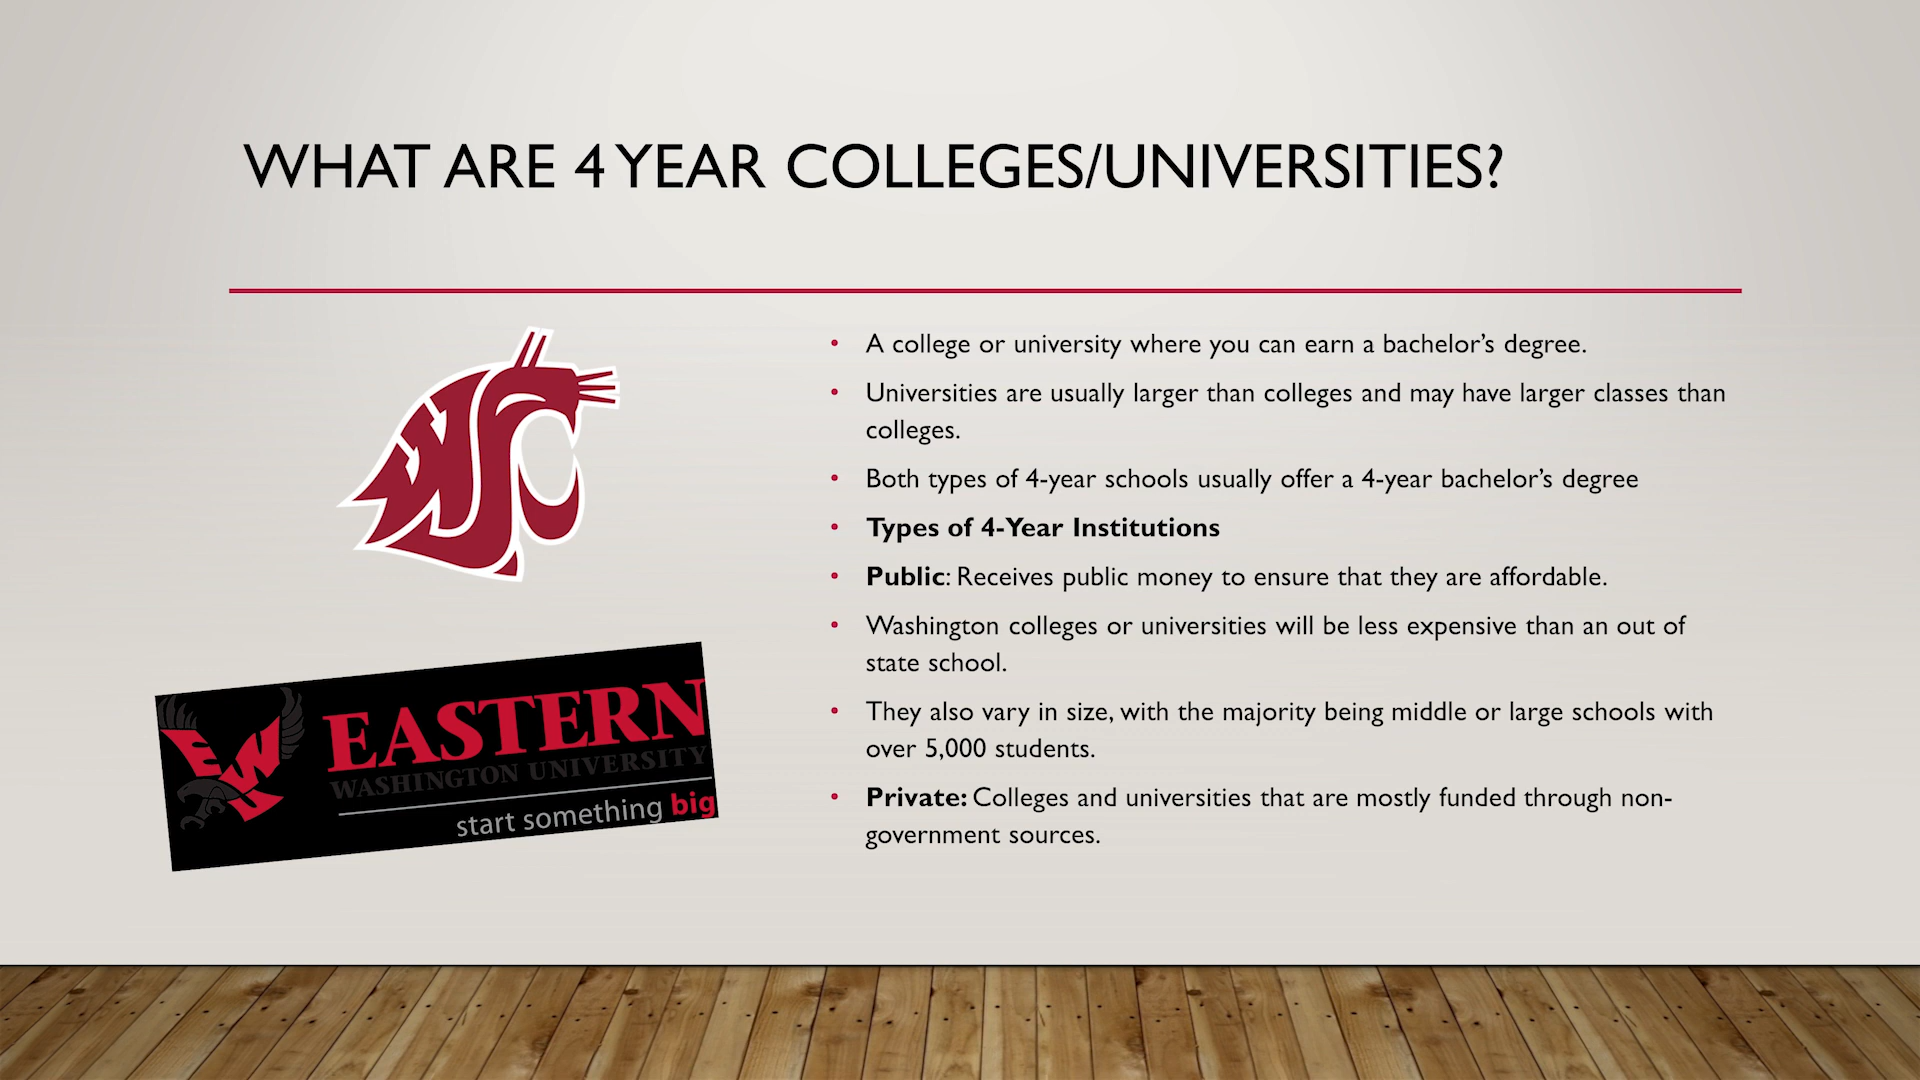 WHAT ARE 4 YEAR COLLEGES/UNIVERSITIES?
• A college or university where you can earn a bachelor’s degree.
• Universities are usually larger than colleges and may have larger classes than
colleges.
• Both types of 4-year schools usually offer a 4-year bachelor’s degree
• Types of 4-Year Institutions
• Public: Receives public money to ensure that they are affordable.
• Washington colleges or universities will be less expensive than an out of
state school.
• They also vary in size, with the majority being middle or large schools with
over 5,000 students.
• Private: Colleges and universities that are mostly funded through non-
government sources.
WSC
EWU
EASTERN
WASHINGTON UNIVERSITY
start something big